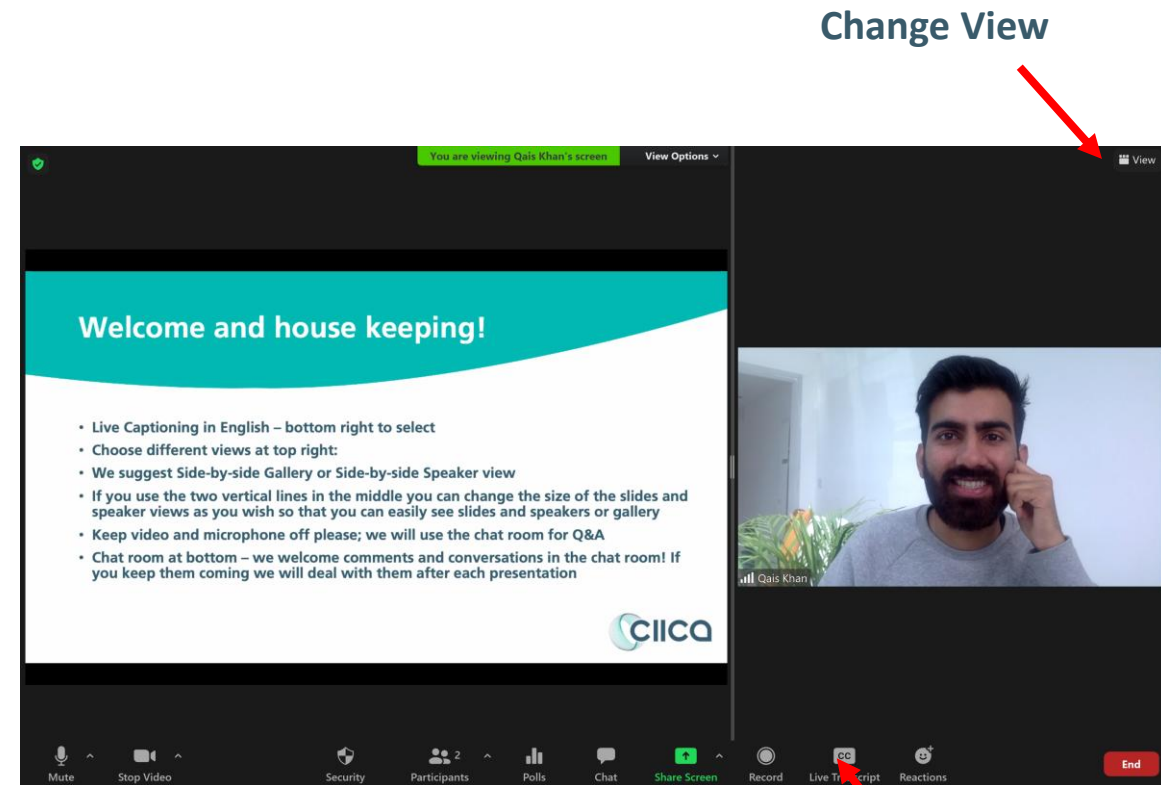 Change View
You are viewing Qais Khan's screen
View Options
View
Welcome and house keeping!
• Live Captioning in English – bottom right to select
• Choose different views at top right:
• We suggest Side-by-side Gallery or Side-by-side Speaker view
• If you use the two vertical lines in the middle you can change the size of the slides and
speaker views as you wish so that you can easily see slides and speakers or gallery
• Keep video and microphone off please; we will use the chat room for Q&A
• Chat room at bottom – we welcome comments and conversations in the chat room! If
you keep them coming we will deal with them after each presentation
CIICA
Qais Khan
2
CC
Mute
Stop Video
Security
Participants
Polls
Chat
Share Screen
Record
Live Transcript
Reactions
End